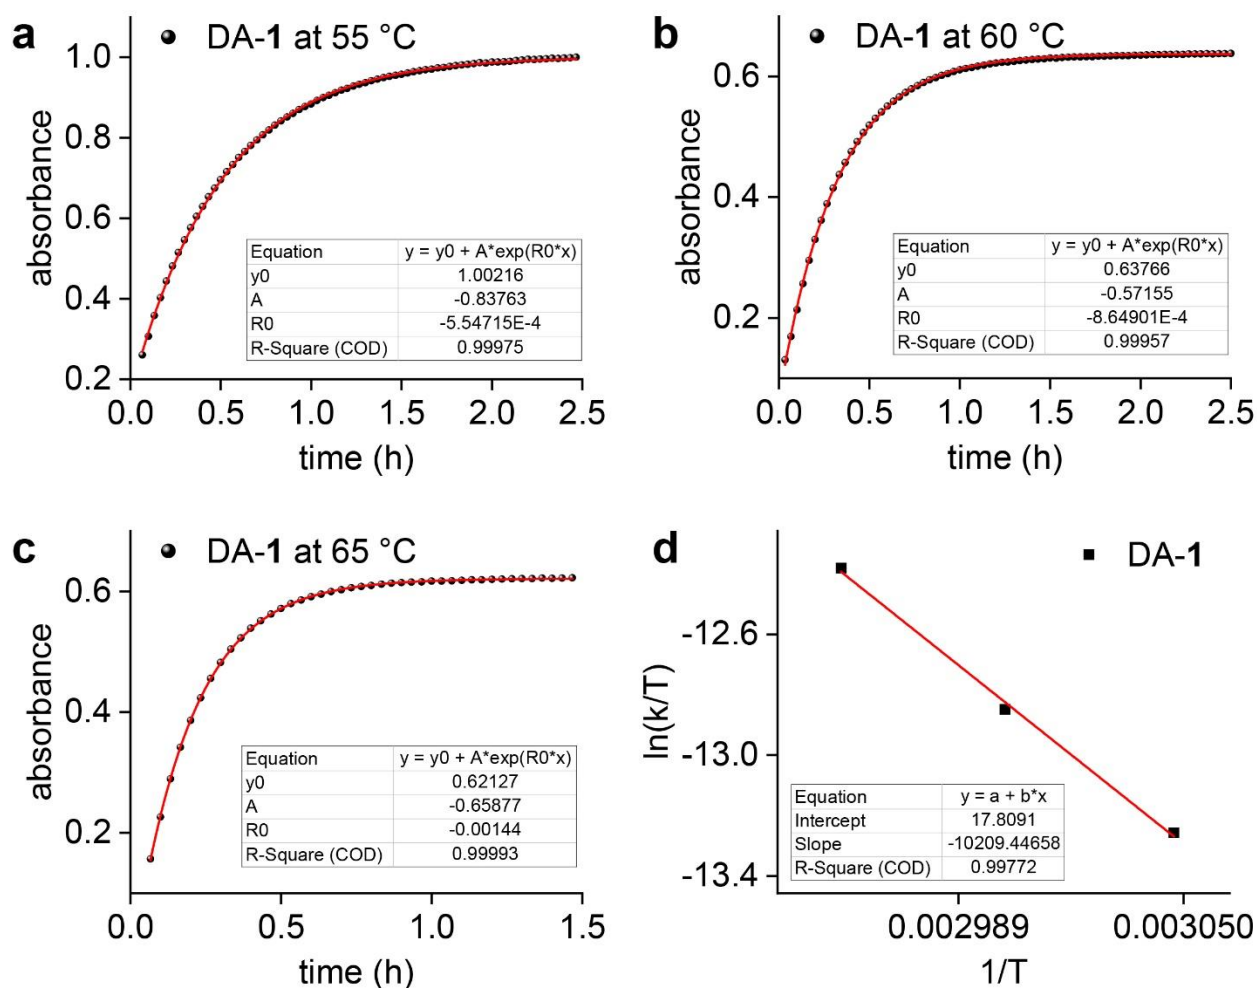 a
DA-1 at 55 °C
absorbance
1.0
0.8
0.6
0.4
0.2
Equation y = y0 + A*exp(R0*x)
y0 1.00216
A -0.83763
R0 -5.54715E-4
R-Square (COD) 0.99975
0.0 0.5 1.0 1.5 2.0 2.5
time (h)
b
DA-1 at 60 °C
absorbance
0.6
0.4
0.2
Equation y = y0 + A*exp(R0*x)
y0 0.63766
A -0.57155
R0 -8.64901E-4
R-Square (COD) 0.99957
0.0 0.5 1.0 1.5 2.0 2.5
time (h)
c
DA-1 at 65 °C
absorbance
0.6
0.4
0.2
Equation y = y0 + A*exp(R0*x)
y0 0.62127
A -0.65877
R0 -0.00144
R-Square (COD) 0.99993
0.0 0.5 1.0 1.5
time (h)
d
DA-1
ln(k/T)
-12.6
-13.0
-13.4
Equation y = a + b*x
Intercept 17.8091
Slope -10209.44658
R-Square (COD) 0.99772
0.002989 0.003050
1/T